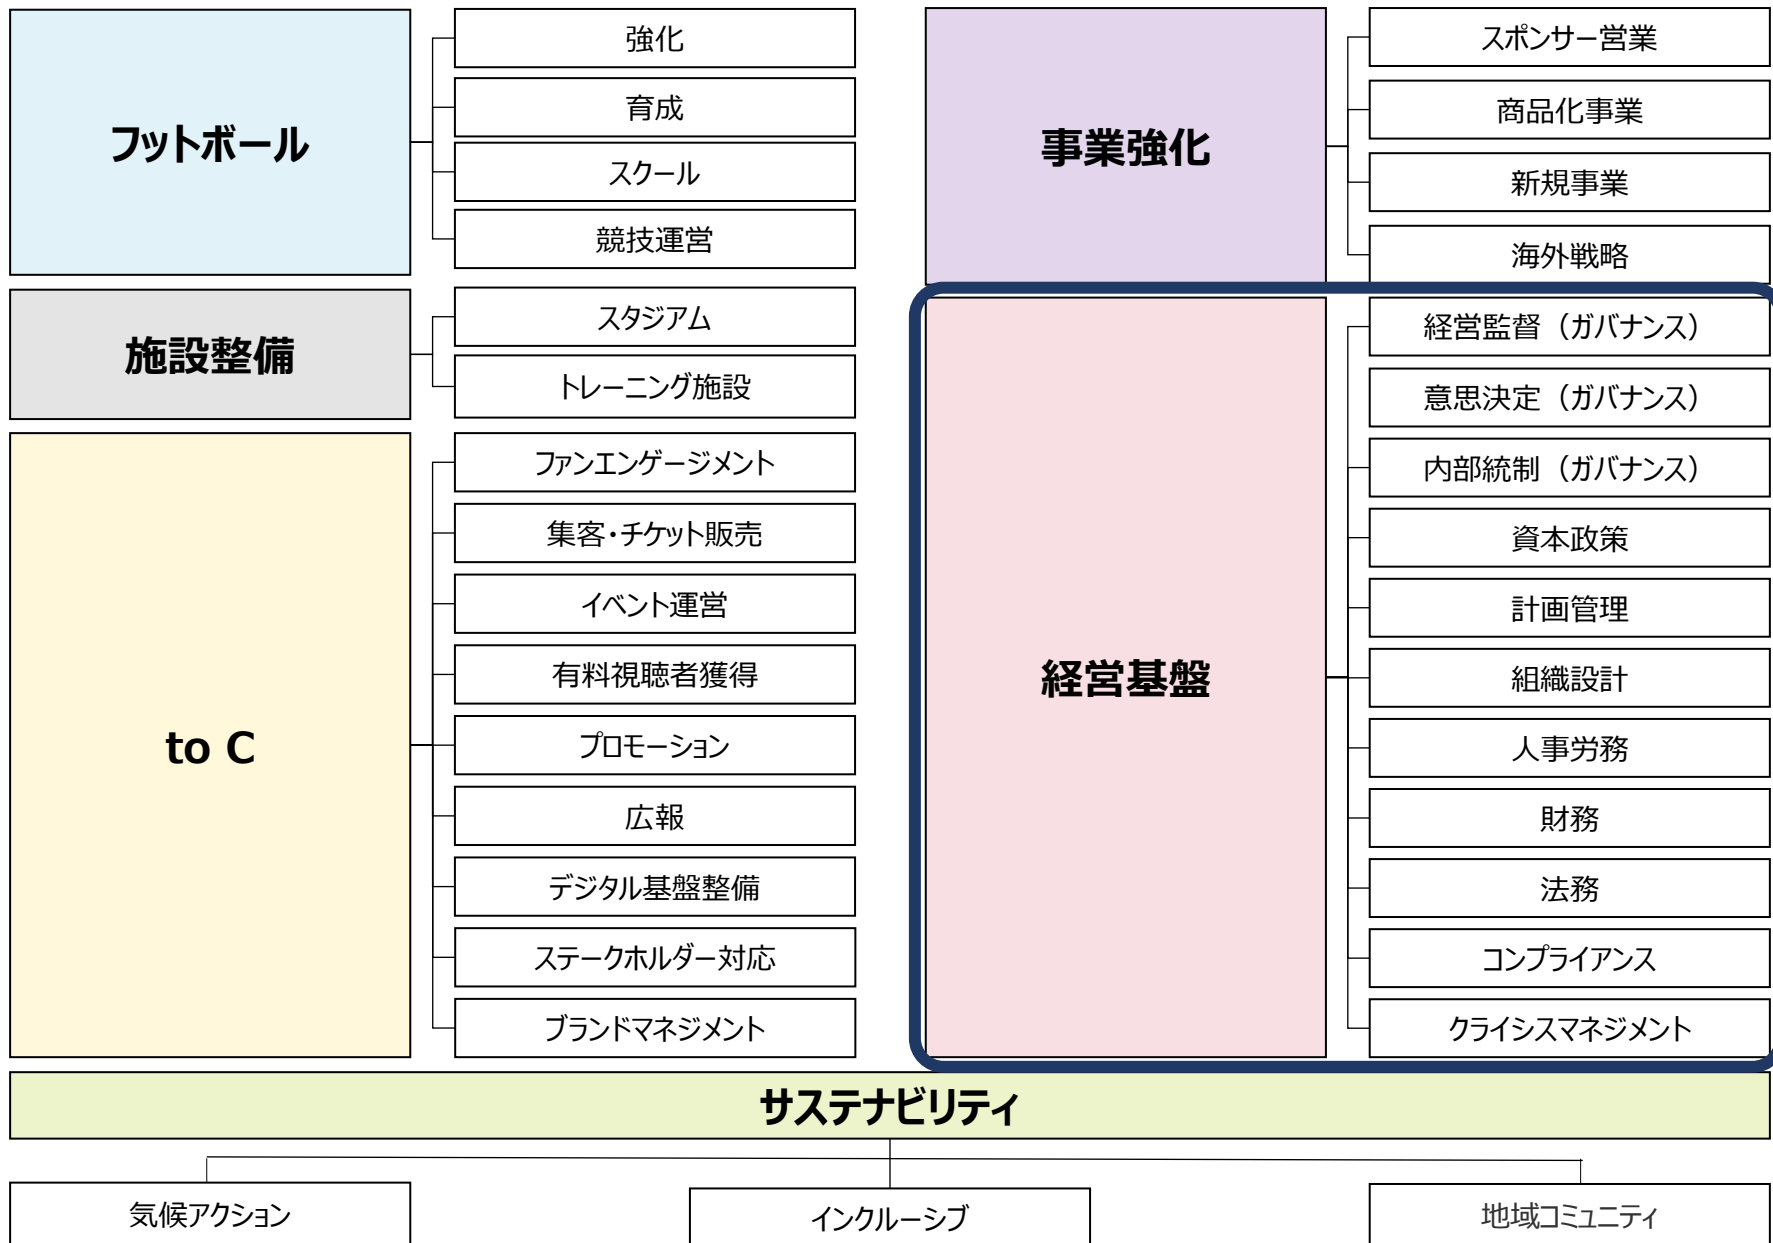 フットボール
強化
育成
スクール
競技運営
施設整備
スタジアム
トレーニング施設
to C
ファンエンゲージメント
集客・チケット販売
イベント運営
有料視聴者獲得
プロモーション
広報
デジタル基盤整備
ステークホルダー対応
ブランドマネジメント
事業強化
スポンサー営業
商品化事業
新規事業
海外戦略
経営基盤
経営監督（ガバナンス）
意思決定（ガバナンス）
内部統制（ガバナンス）
資本政策
計画管理
組織設計
人事労務
財務
法務
コンプライアンス
クライシスマネジメント
サステナビリティ
気候アクション
インクルーシブ
地域コミュニティ